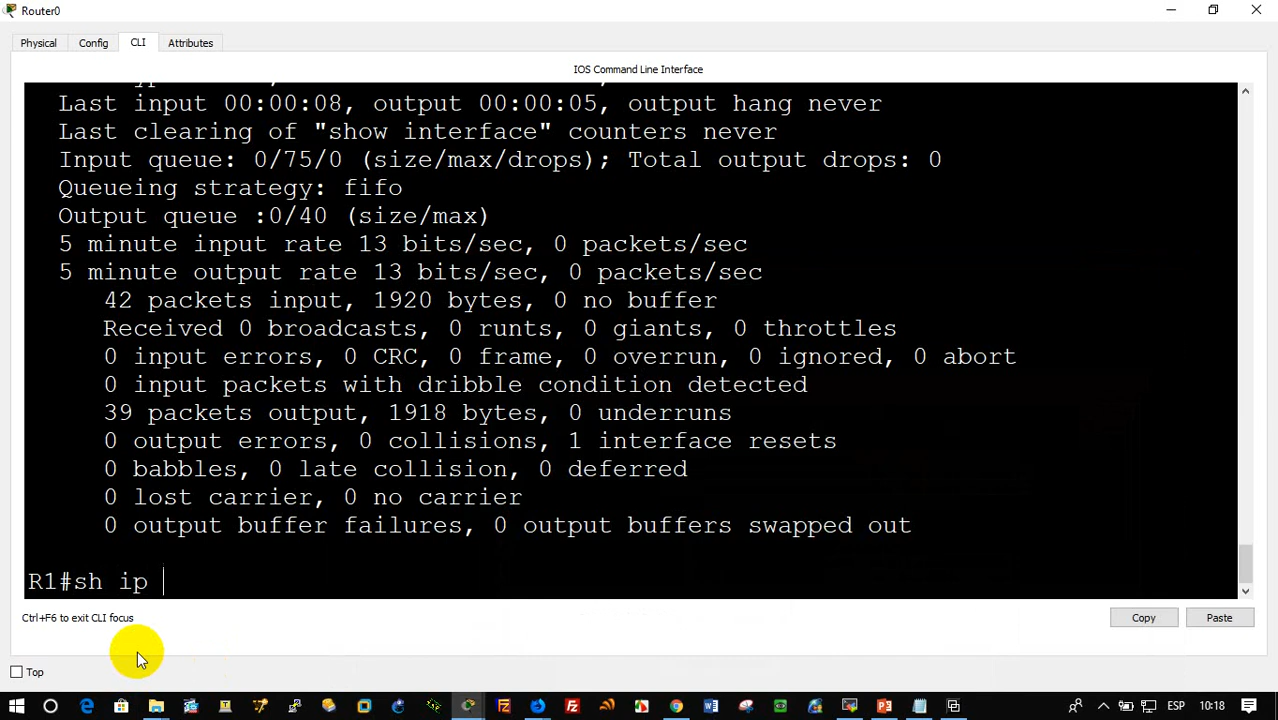 Router0
Physical Config CLI Attributes
IOS Command Line Interface
Last input 00:00:08, output 00:00:05, output hang never
Last clearing of "show interface" counters never
Input queue: 0/75/0 (size/max/drops); Total output drops: 0
Queueing strategy: fifo
Output queue :0/40 (size/max)
5 minute input rate 13 bits/sec, 0 packets/sec
5 minute output rate 13 bits/sec, 0 packets/sec
42 packets input, 1920 bytes, 0 no buffer
Received 0 broadcasts, 0 runts, 0 giants, 0 throttles
0 input errors, 0 CRC, 0 frame, 0 overrun, 0 ignored, 0 abort
0 input packets with dribble condition detected
39 packets output, 1918 bytes, 0 underruns
0 output errors, 0 collisions, 1 interface resets
0 babbles, 0 late collision, 0 deferred
0 lost carrier, 0 no carrier
0 output buffer failures, 0 output buffers swapped out
R1#sh ip
Ctrl+F6 to exit CLI focus
Copy Paste
Top
ESP 10:18